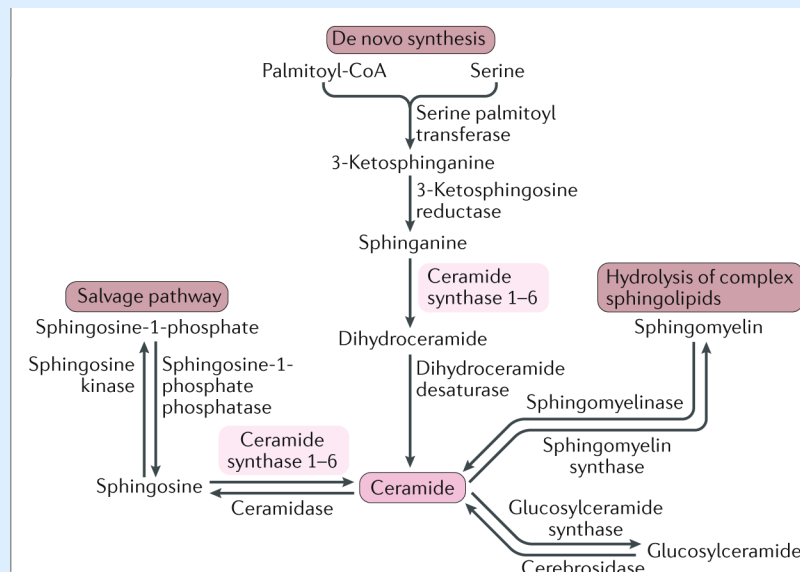 De novo synthesis
Palmitoyl-CoA
Serine
Serine palmitoyl
transferase
3-Ketosphinganine
3-Ketosphingosine
reductase
Sphinganine
Ceramide
synthase 1–6
Dihydroceramide
Dihydroceramide
desaturase
Salvage pathway
Sphingosine-1-phosphate
Sphingosine
kinase
Sphingosine-1-
phosphate
phosphatase
Ceramide
synthase 1–6
Sphingosine
Ceramidase
Ceramide
Hydrolysis of complex
sphingolipids
Sphingomyelin
Sphingomyelinase
Sphingomyelin
synthase
Glucosylceramide
synthase
Glucosylceramide
Cerebrosidase